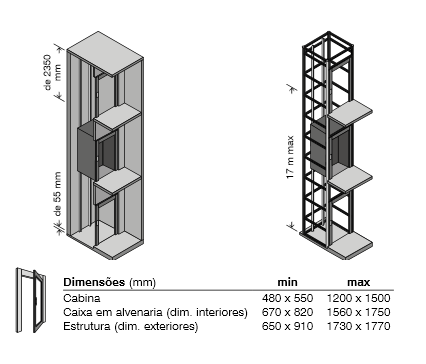 de 2350
mm
de 55 mm
17 m max
Dimensões (mm) min max
Cabina 480 x 550 1200 x 1500
Caixa em alvenaria (dim. interiores) 670 x 820 1560 x 1750
Estrutura (dim. exteriores) 650 x 910 1730 x 1770